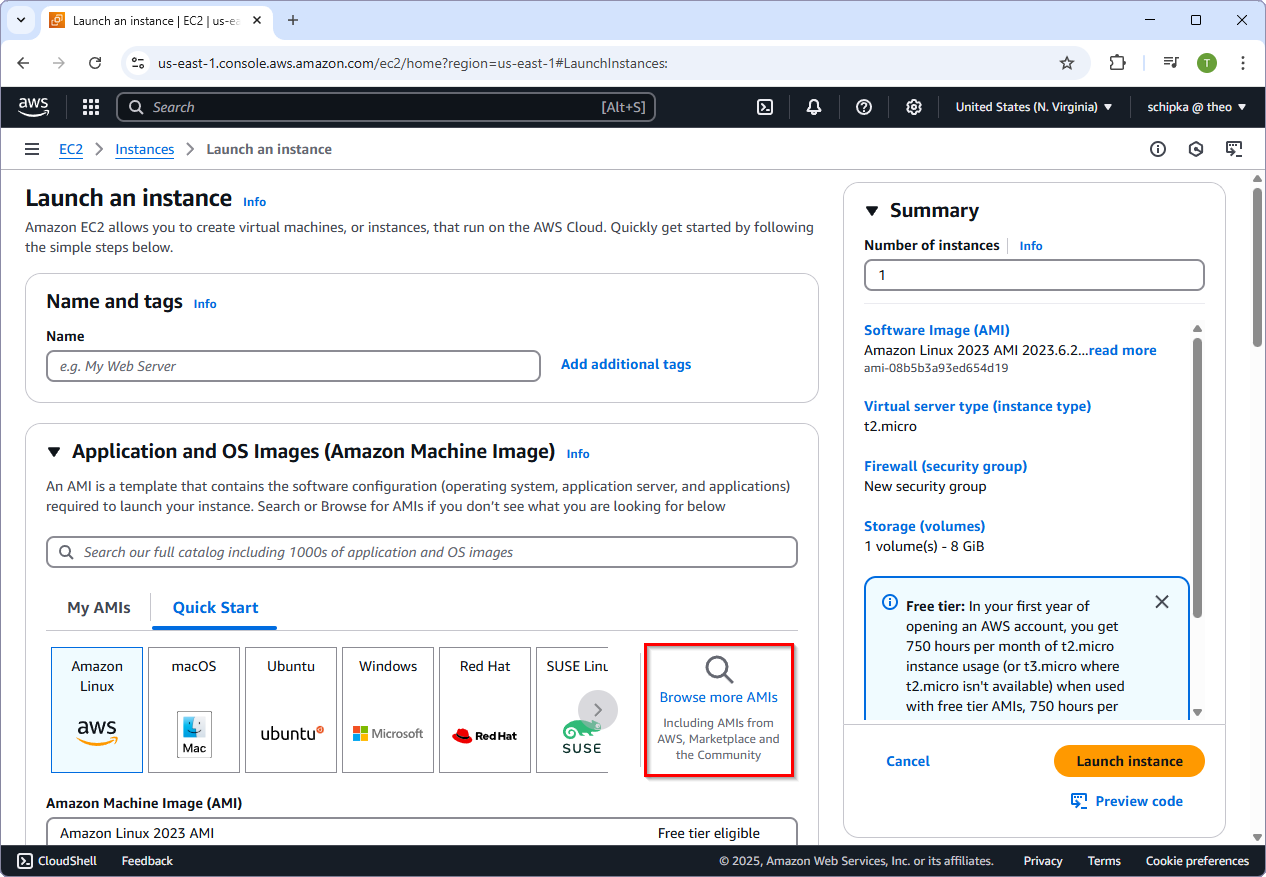 Launch an instance | EC2 | us-ea
us-east-1.console.aws.amazon.com/ec2/home?region=us-east-1#LaunchInstances:
T
aws
Search
[Alt+S]
United States (N. Virginia)
schipka @ theo
EC2
Instances
Launch an instance
Launch an instance
Info
Amazon EC2 allows you to create virtual machines, or instances, that run on the AWS Cloud. Quickly get started by following
the simple steps below.
Name and tags
Info
Name
e.g. My Web Server
Add additional tags
Application and OS Images (Amazon Machine Image)
Info
An AMI is a template that contains the software configuration (operating system, application server, and applications)
required to launch your instance. Search or Browse for AMIs if you don't see what you are looking for below
Search our full catalog including 1000s of application and OS images
My AMIs
Quick Start
Amazon
Linux
aws
macOS
Mac
Ubuntu
ubuntu
Windows
Microsoft
Red Hat
Red Hat
SUSE Linu
SUSE
Browse more AMIs
Including AMIs from
AWS, Marketplace and
the Community
Amazon Machine Image (AMI)
Amazon Linux 2023 AMI
Free tier eligible
Summary
Number of instances
Info
1
Software Image (AMI)
Amazon Linux 2023 AMI 2023.6.2...read more
ami-08b5b3a93ed654d19
Virtual server type (instance type)
t2.micro
Firewall (security group)
New security group
Storage (volumes)
1 volume(s) - 8 GiB
Free tier: In your first year of
opening an AWS account, you get
750 hours per month of t2.micro
instance usage (or t3.micro where
t2.micro isn't available) when used
with free tier AMIs, 750 hours per
Cancel
Launch instance
Preview code
CloudShell
Feedback
© 2025, Amazon Web Services, Inc. or its affiliates.
Privacy
Terms
Cookie preferences